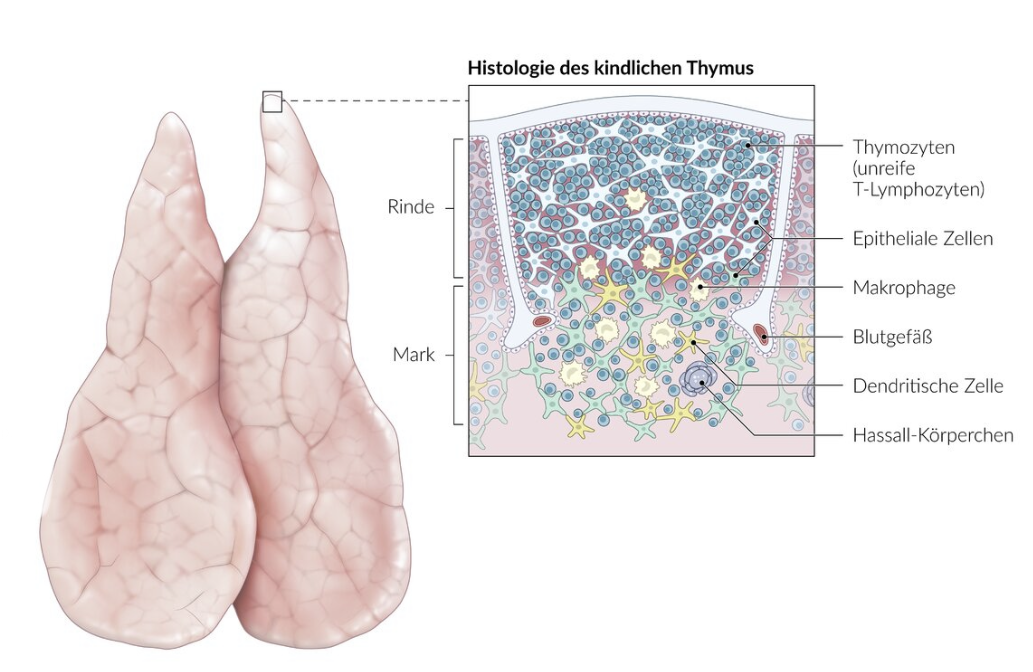 Histologie des kindlichen Thymus
Rinde
Mark
Thymozyten
(unreife
T-Lymphozyten)
Epitheliale Zellen
Makrophage
Blutgefäß
Dendritische Zelle
Hassall-Körperchen